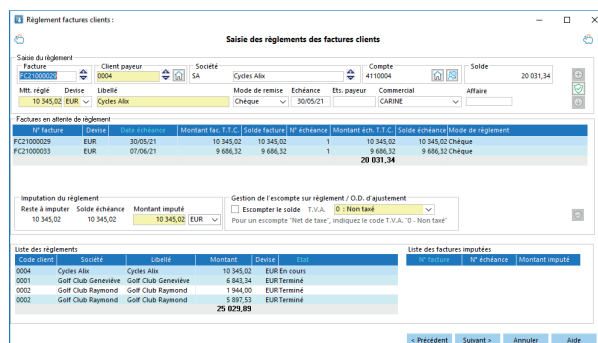 Règlement factures clients :
Saisie des règlements des factures clients
Saisie du règlement
Facture Client payeur Société Compte Solde
FC21000029 0004 SA Cycles Alix 4110004 20 031,34
Mtt. réglé Devise Libellé Mode de remise Echéance Ets. payeur Commercial Affaire
10 345,02 EUR Cycles Alix Chèque 30/05/21 CARINE
Factures en attente de règlement
N° facture Devise Date échéance Montant fac. T.T.C. Solde facture N° échéance Montant éch. T.T.C. Solde échéance Mode de règlement
FC21000029 EUR 30/05/21 10 345,02 10 345,02 1 10 345,02 10 345,02 Chèque
FC21000033 EUR 07/06/21 9 686,32 9 686,32 1 9 686,32 9 686,32 Chèque
20 031,34
Imputation du règlement Gestion de l'escompte sur règlement / O.D. d'ajustement
Reste à imputer Solde échéance Montant imputé Escompter le solde T.V.A. 0 : Non taxé
10 345,02 10 345,02 10 345,02 EUR Pour un escompte "Net de taxe", indiquez le code T.V.A. "0 - Non taxé"
Liste des règlements Liste des factures imputées
Code client Société Libellé Montant Devise Etat N° facture N° échéance Montant imputé
0004 Cycles Alix Cycles Alix 10 345,02 EUR En cours
0001 Golf Club Geneviève Golf Club Geneviève 6 843,34 EUR Terminé
0002 Golf Club Raymond Golf Club Raymond 1 944,00 EUR Terminé
0002 Golf Club Raymond Golf Club Raymond 5 897,53 EUR Terminé
25 029,89
< Précédent Suivant > Annuler Aide